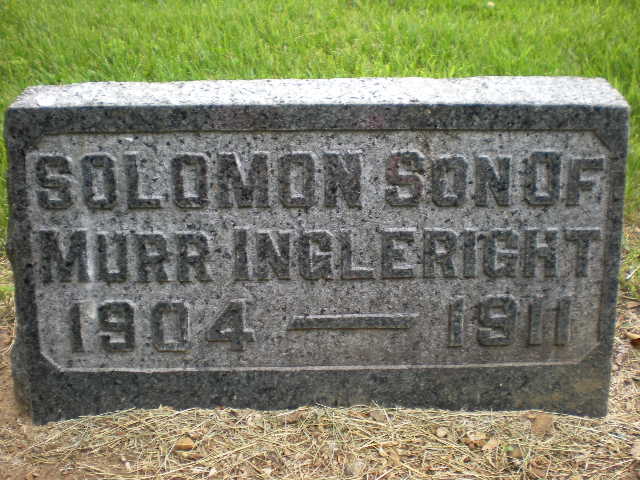 SOLOMON SON OF
MURR INGLERIGHT
1904 — 1911